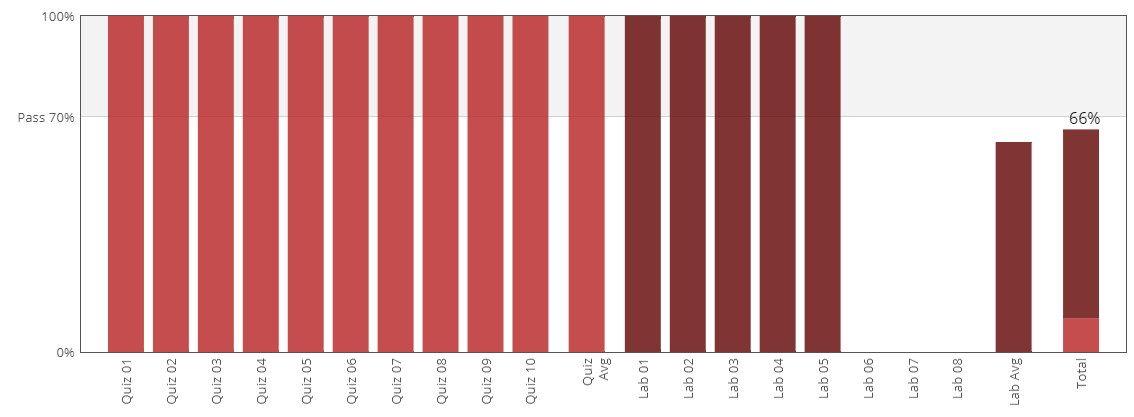 100%
Pass 70%
66%
0%
Quiz 01
Quiz 02
Quiz 03
Quiz 04
Quiz 05
Quiz 06
Quiz 07
Quiz 08
Quiz 09
Quiz 10
Quiz
Avg
Lab 01
Lab 02
Lab 03
Lab 04
Lab 05
Lab 06
Lab 07
Lab 08
Lab Avg
Total